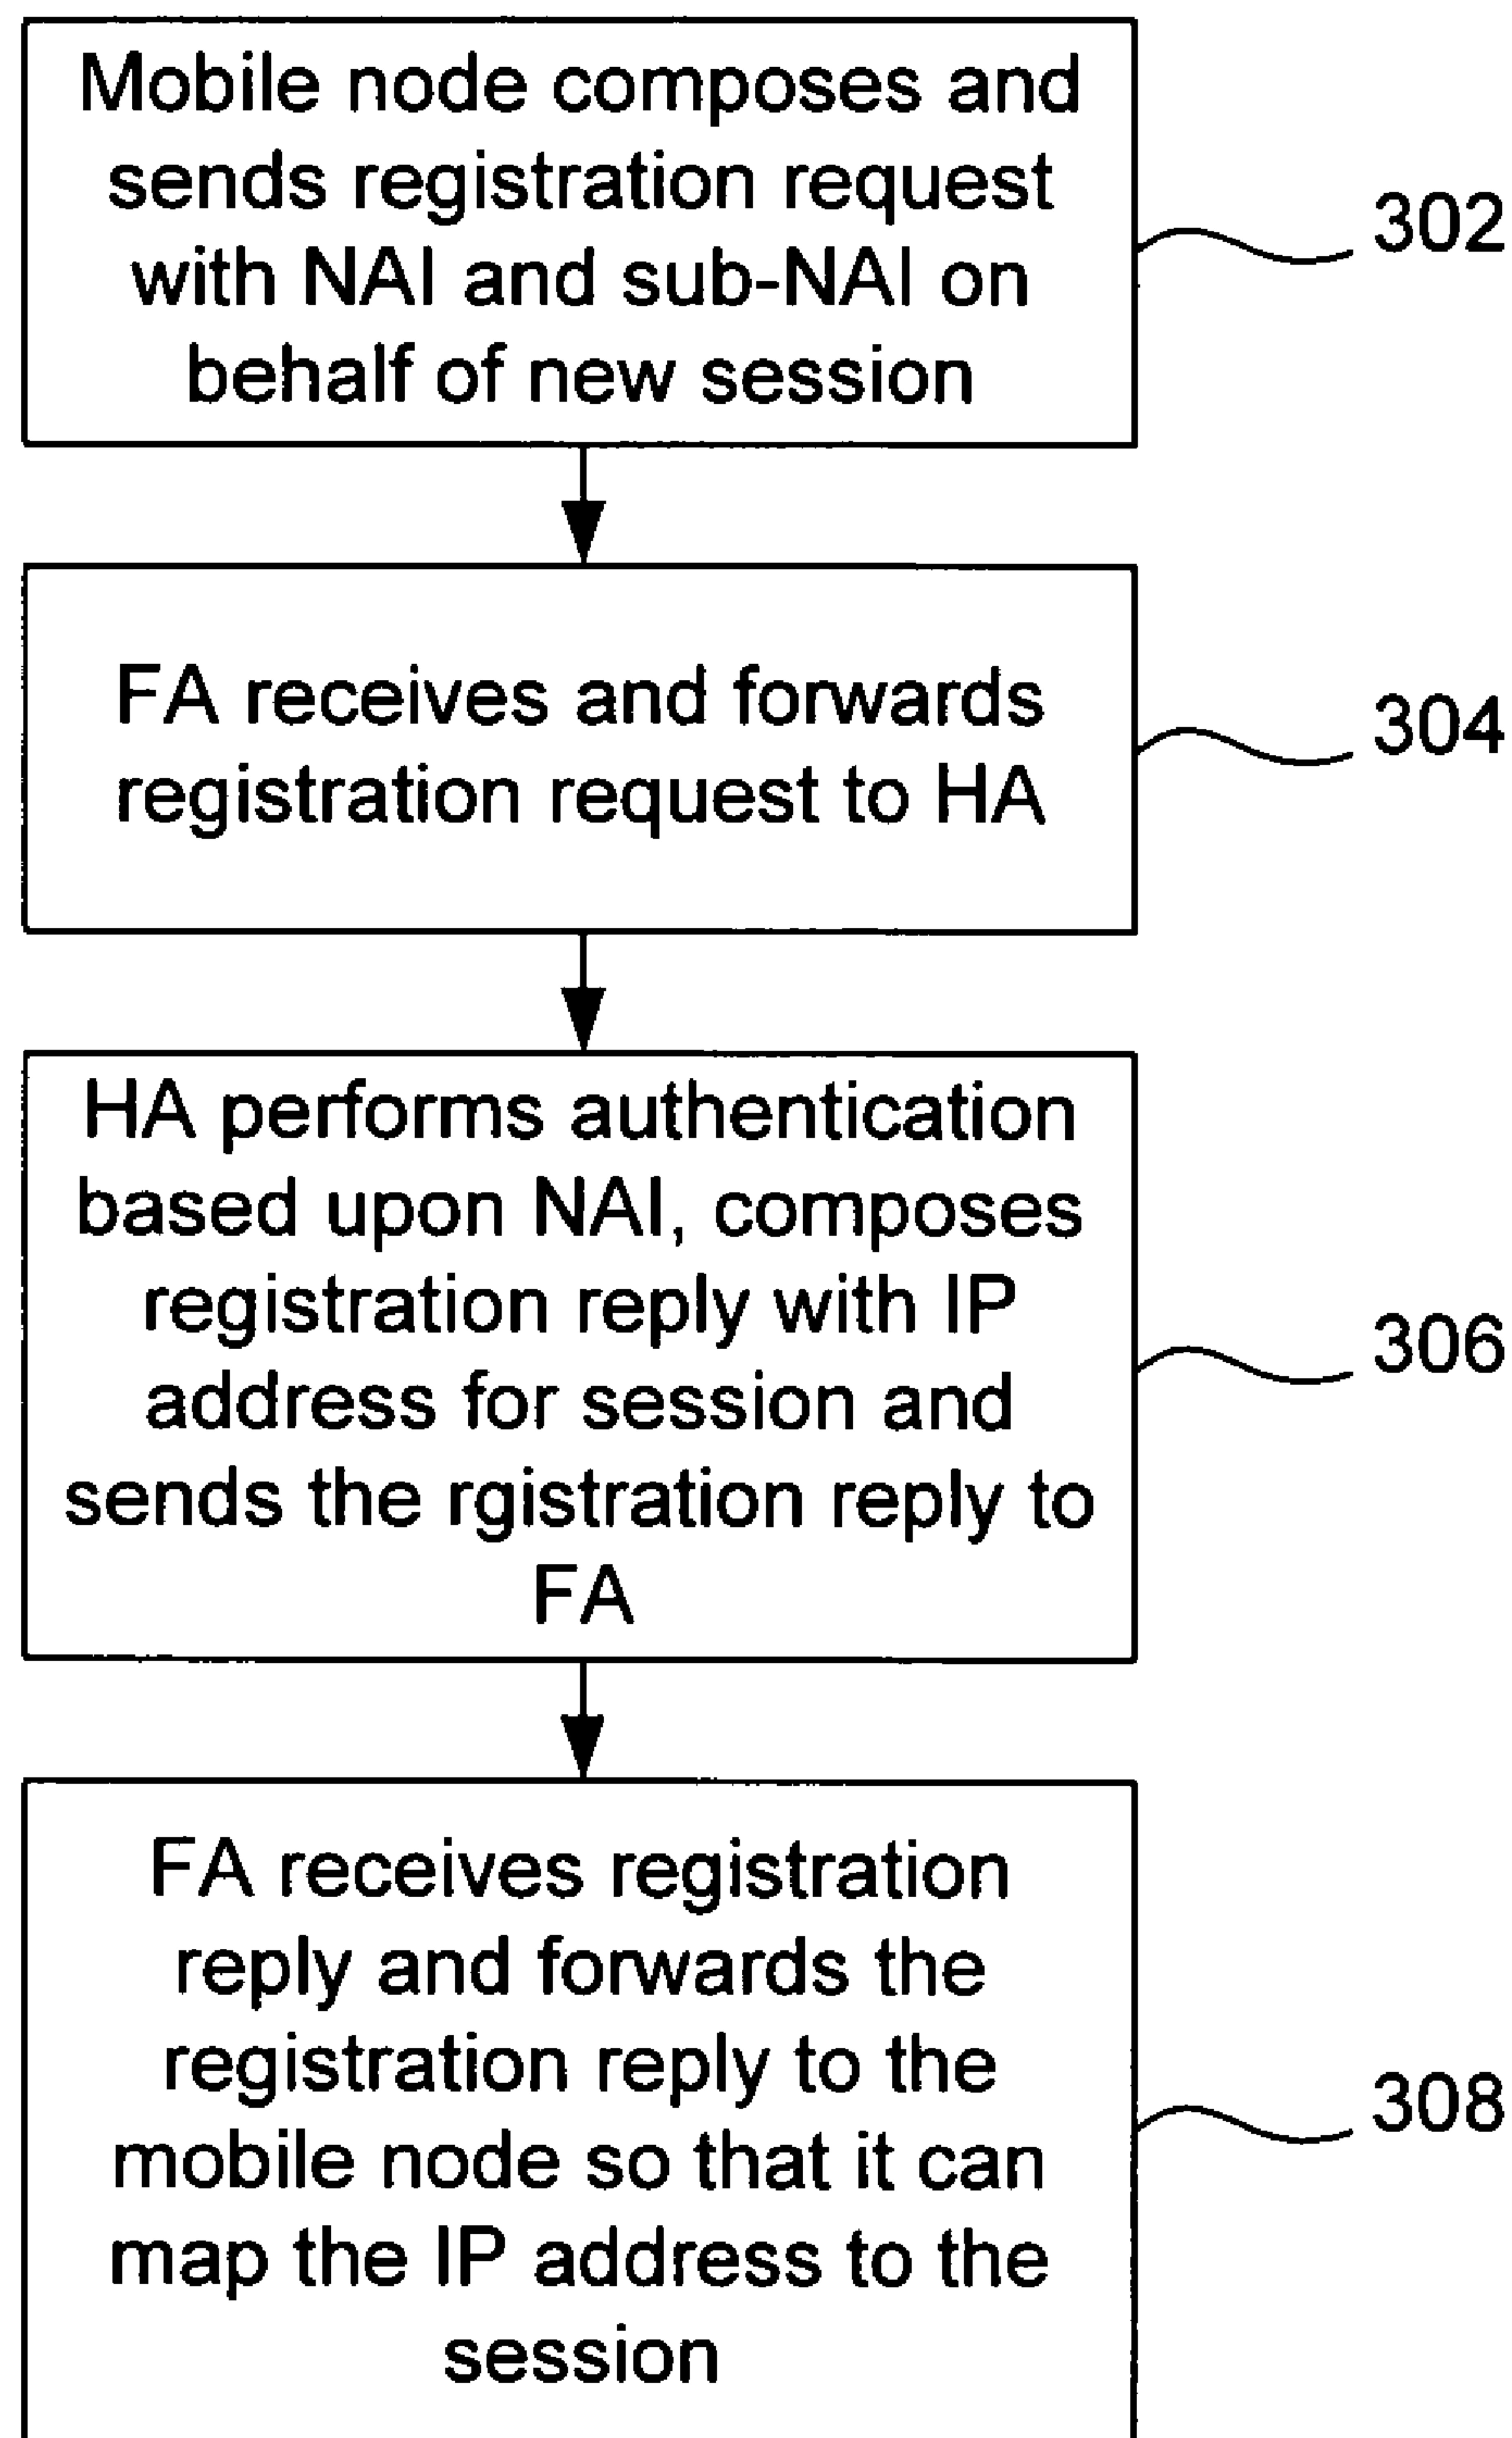 Mobile node composes and
sends registration request
with NAI and sub-NAI on
behalf of new session
302
FA receives and forwards
registration request to HA
304
HA performs authentication
based upon NAI, composes
registration reply with IP
address for session and
sends the rgistration reply to
FA
306
FA receives registration
reply and forwards the
registration reply to the
mobile node so that it can
map the IP address to the
session
308